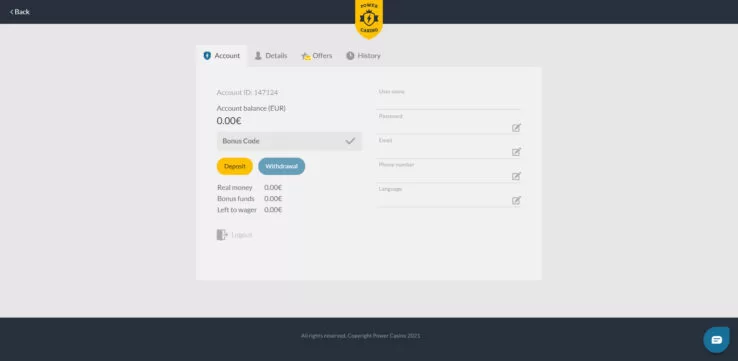 Back
POWER
CASINO
Account
Details
Offers
History
Account ID: 147124
Account balance (EUR)
0.00€
Bonus Code
Deposit
Withdrawal
Real money 0.00€
Bonus funds 0.00€
Left to wager 0.00€
Logout
User name
Password
Email
Phone number
Language
All rights reserved. Copyright Power Casino 2021